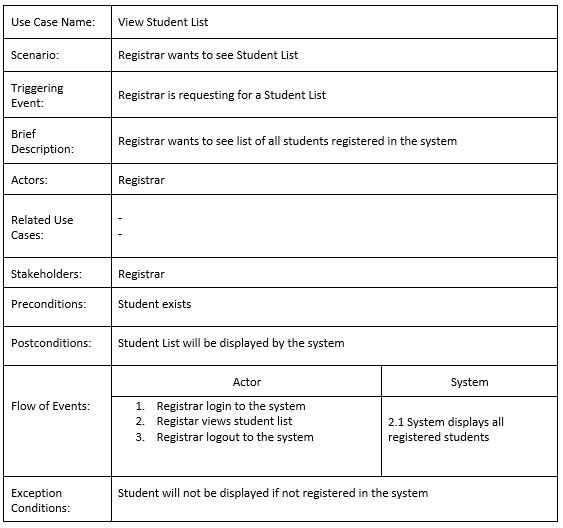 Use Case Name: View Student List
Scenario: Registrar wants to see Student List
Triggering
Event:
Registrar is requesting for a Student List
Brief
Description:
Registrar wants to see list of all students registered in the system
Actors: Registrar
Related Use
Cases:
-
-
Stakeholders: Registrar
Preconditions: Student exists
Postconditions: Student List will be displayed by the system
Flow of Events:
Actor
System
1. Registrar login to the system
2. Registar views student list
3. Registrar logout to the system
2.1 System displays all
registered students
Exception
Conditions:
Student will not be displayed if not registered in the system